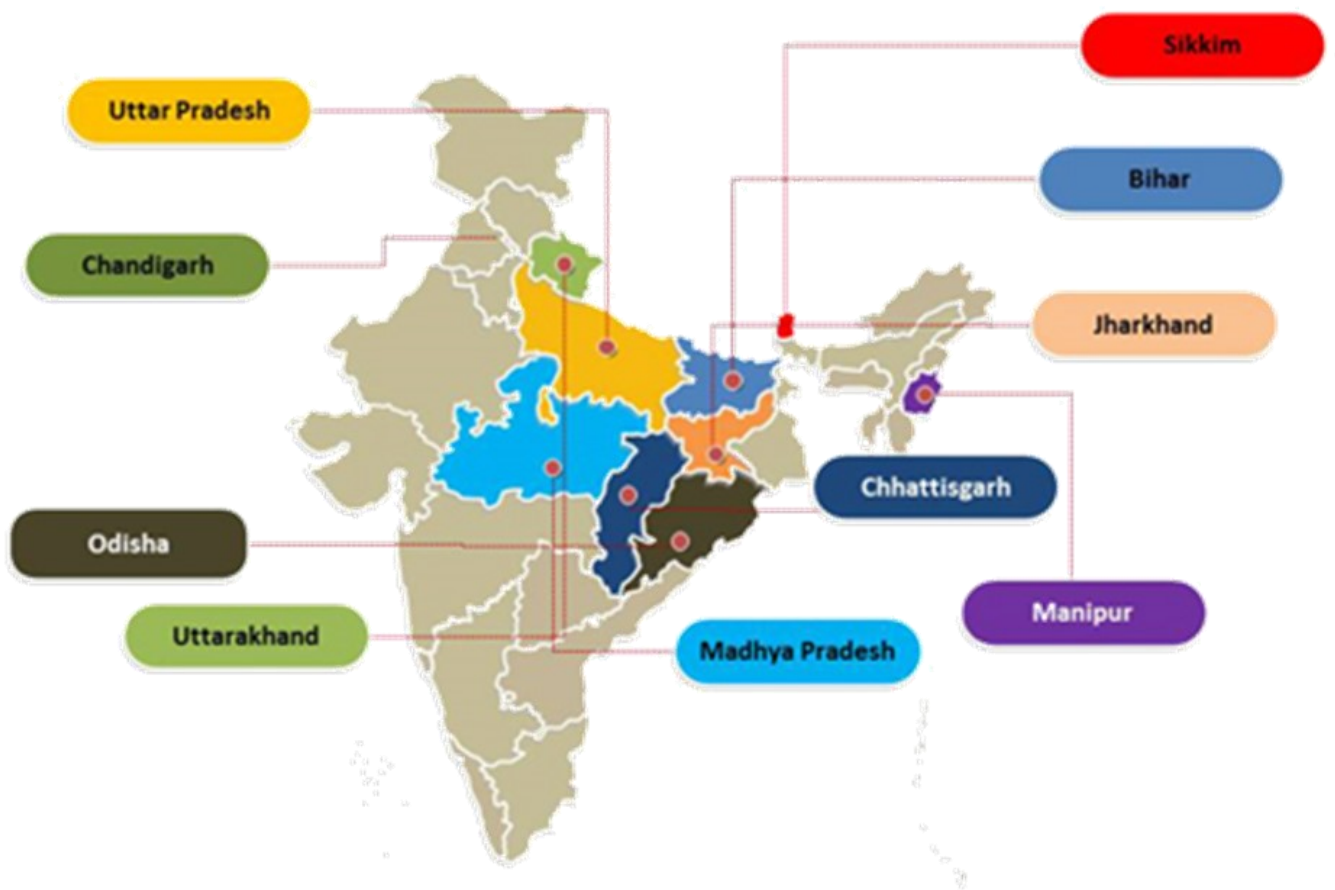 Sikkim
Uttar Pradesh
Bihar
Chandigarh
Jharkhand
Chhattisgarh
Odisha
Manipur
Uttarakhand
Madhya Pradesh